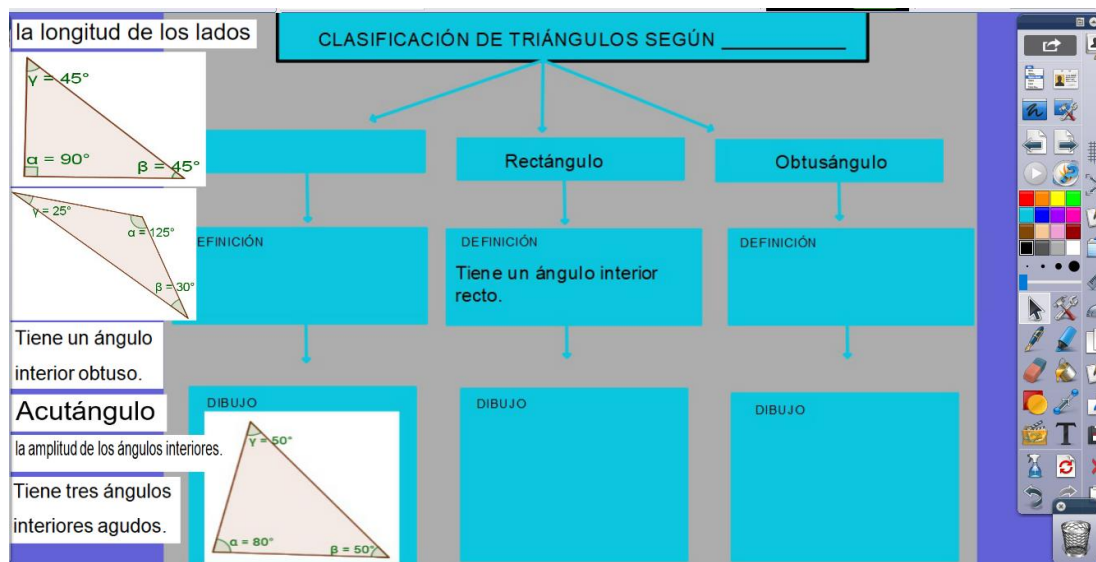 la longitud de los lados
CLASIFICACIÓN DE TRIÁNGULOS SEGÚN ____________
γ = 45°
α = 90°
β = 45°
Rectángulo
Obtusángulo
γ = 25°
α = 125°
β = 30°
EFINICIÓN
DEFINICIÓN
Tiene un ángulo interior
recto.
DEFINICIÓN
Tiene un ángulo
interior obtuso.
Acutángulo
la amplitud de los ángulos interiores.
Tiene tres ángulos
interiores agudos.
DIBUJO
γ = 50°
α = 80°
β = 50°
DIBUJO
DIBUJO
T